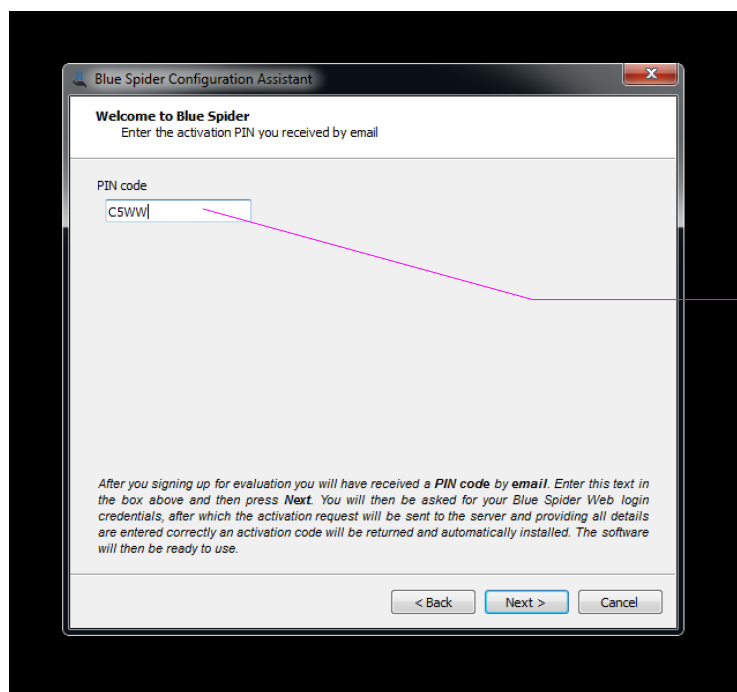 Blue Spider Configuration Assistant
x
Welcome to Blue Spider
Enter the activation PIN you received by email
PIN code
C5WW
After you signing up for evaluation you will have received a PIN code by email. Enter this text in
the box above and then press Next. You will then be asked for your Blue Spider Web login
credentials, after which the activation request will be sent to the server and providing all details
are entered correctly an activation code will be returned and automatically installed. The software
will then be ready to use.
< Back Next > Cancel